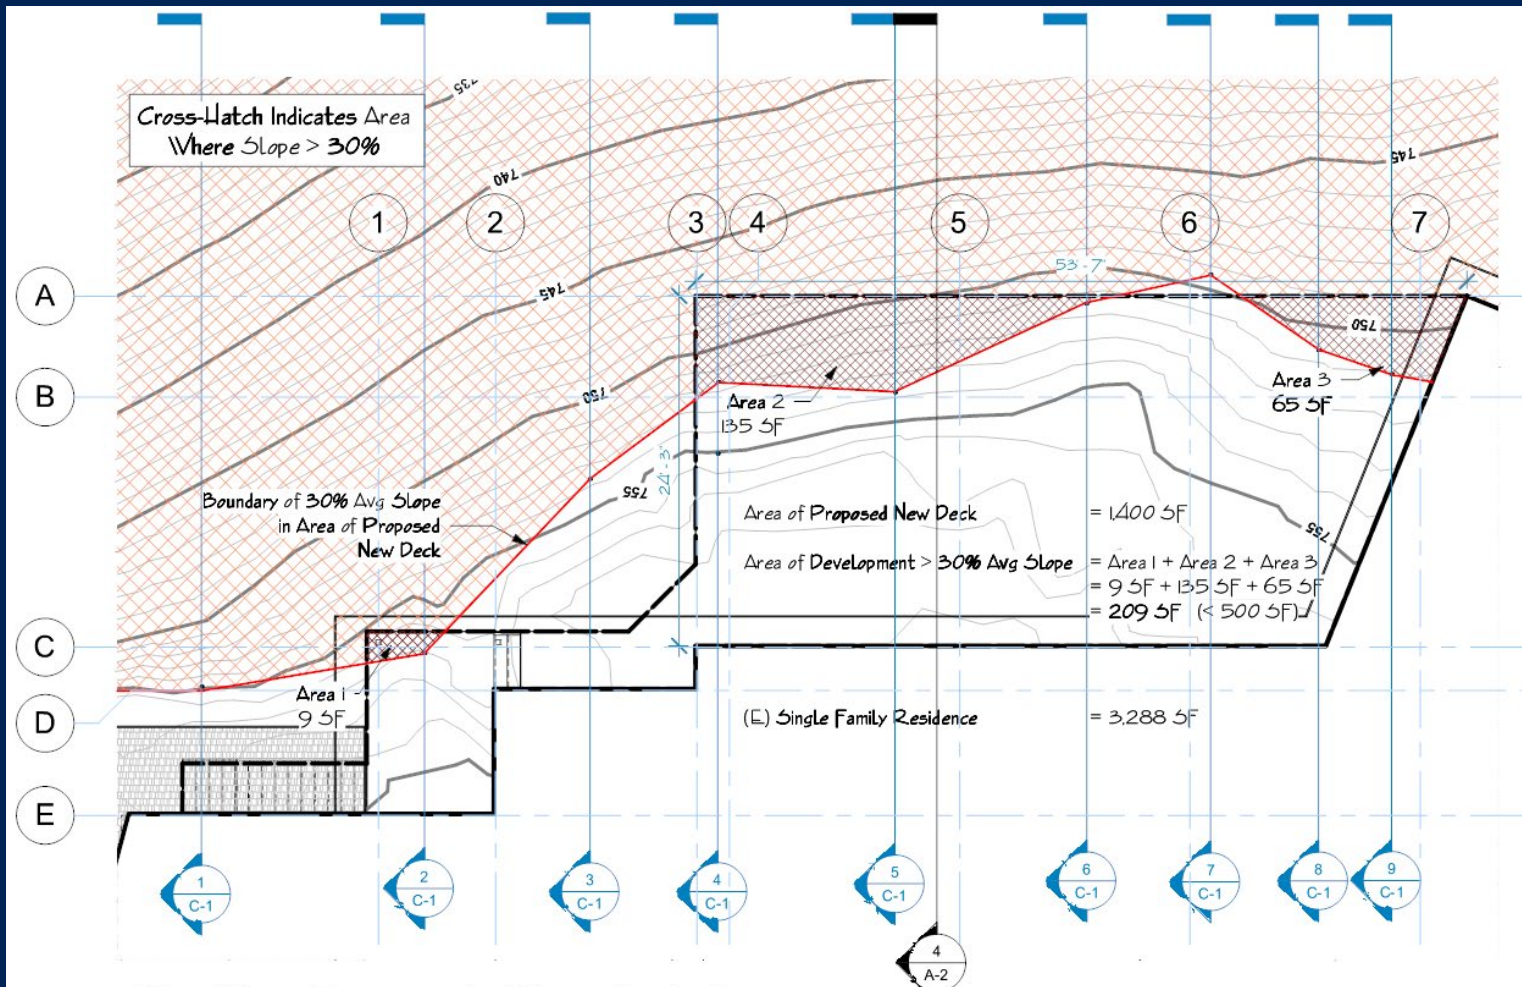 735
Cross-Hatch Indicates Area
Where Slope > 30%
740
745
745
1
2
3
4
5
6
7
A
53'-7"
750
750
B
Area 2
135 SF
Area 3
65 SF
24'-3"
755
755
Boundary of 30% Avg Slope
in Area of Proposed
New Deck
Area of Proposed New Deck = 1,400 SF
Area of Development > 30% Avg Slope = Area 1 + Area 2 + Area 3
= 9 SF + 135 SF + 65 SF
= 209 SF (< 500 SF)
C
Area 1
9 SF
D
(E) Single Family Residence = 3,288 SF
E
1
C-1
2
C-1
3
C-1
4
C-1
5
C-1
6
C-1
7
C-1
8
C-1
9
C-1
4
A-2